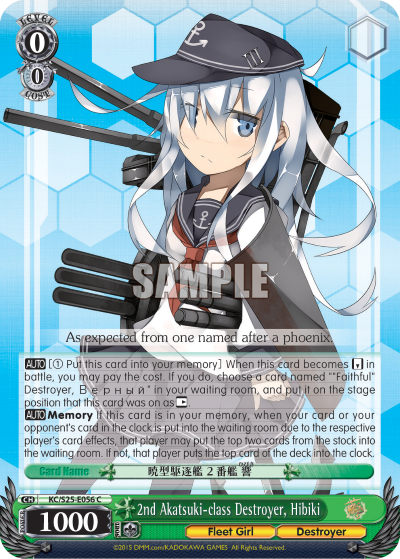 LEVEL
0
0
COST
III
SAMPLE
As expected from one named after a phoenix.
AUTO [① Put this card into your memory] When this card becomes in
battle, you may pay the cost. If you do, choose a card named ""Faithful"
Destroyer, Верный" in your waiting room, and put it on the stage
position that this card was on as
AUTO Memory If this card is in your memory, when your card or your
opponent's card in the clock is put into the waiting room due to the respective
player's card effects, that player may put the top two cards from the stock into
the waiting room. If not, that player puts the top card of the deck into the clock.
Card Name 暁型駆逐艦2番艦 響
CH KC/S25-E056 C
2nd Akatsuki-class Destroyer, Hibiki
POWER 1000
Fleet Girl Destroyer
©2015 DMM.com/KADOKAWA GAMES All Rights Reserved.